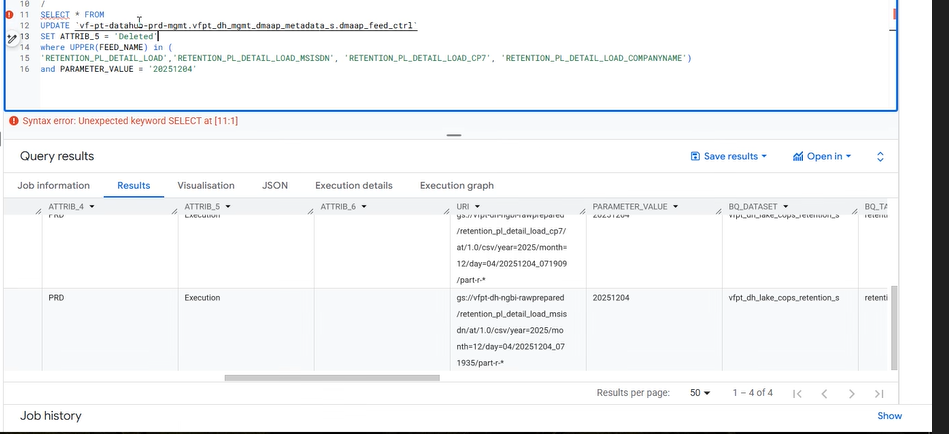 10 /
11 SELECT * FROM
12 UPDATE `vf-pt-datahub-prd-mgmt.vfpt_dh_mgmt_dmaap_metadata_s.dmaap_feed_ctrl`
13 SET ATTRIB_5 = 'Deleted'
14 where UPPER(FEED_NAME) in (
15 'RETENTION_PL_DETAIL_LOAD','RETENTION_PL_DETAIL_LOAD_MSISDN', 'RETENTION_PL_DETAIL_LOAD_CP7', 'RETENTION_PL_DETAIL_LOAD_COMPANYNAME')
16 and PARAMETER_VALUE = '20251204'
Syntax error: Unexpected keyword SELECT at [11:1]
Query results
Save results
Open in
Job information Results Visualisation JSON Execution details Execution graph
ATTRIB_4 ATTRIB_5 ATTRIB_6 URI PARAMETER_VALUE BQ_DATASET BQ_TA
PRD Execution gs://vfpt-dh-ngbi-rawprepared 20251204 vfpt_dh_lake_cops_retention_s retenti
/retention_pl_detail_load_cp7/
at/1.0/csv/year=2025/month=
12/day=04/20251204_071909
/part-r-*
PRD Execution gs://vfpt-dh-ngbi-rawprepared 20251204 vfpt_dh_lake_cops_retention_s retenti
/retention_pl_detail_load_msis
dn/at/1.0/csv/year=2025/mo
nth=12/day=04/20251204_07
1935/part-r-*
Results per page: 50 1 – 4 of 4
Job history Show